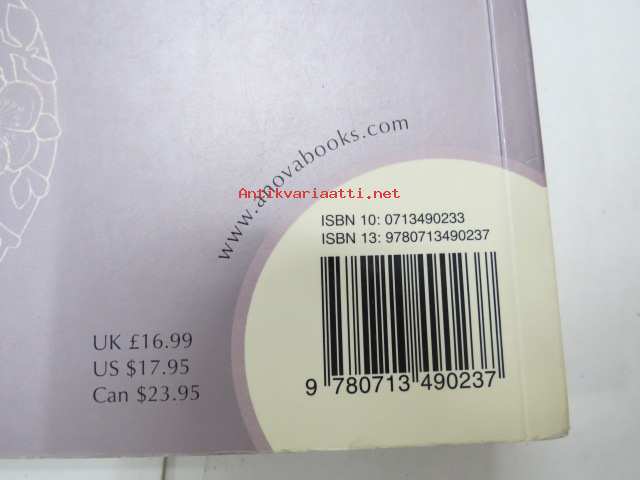 www.anovabooks.com
Antikvariaatti.net
ISBN 10: 0713490233
ISBN 13: 9780713490237
UK £16.99
US $17.95
Can $23.95
9 780713 490237